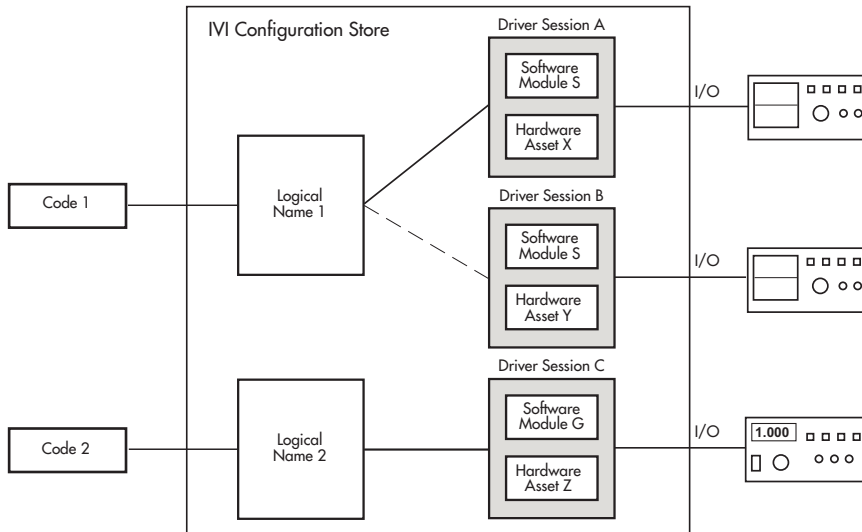 IVI Configuration Store
Driver Session A
Software
Module S
Hardware
Asset X
I/O
Code 1
Logical
Name 1
Driver Session B
Software
Module S
Hardware
Asset Y
I/O
Driver Session C
Software
Module G
Hardware
Asset Z
I/O
1.000
Code 2
Logical
Name 2